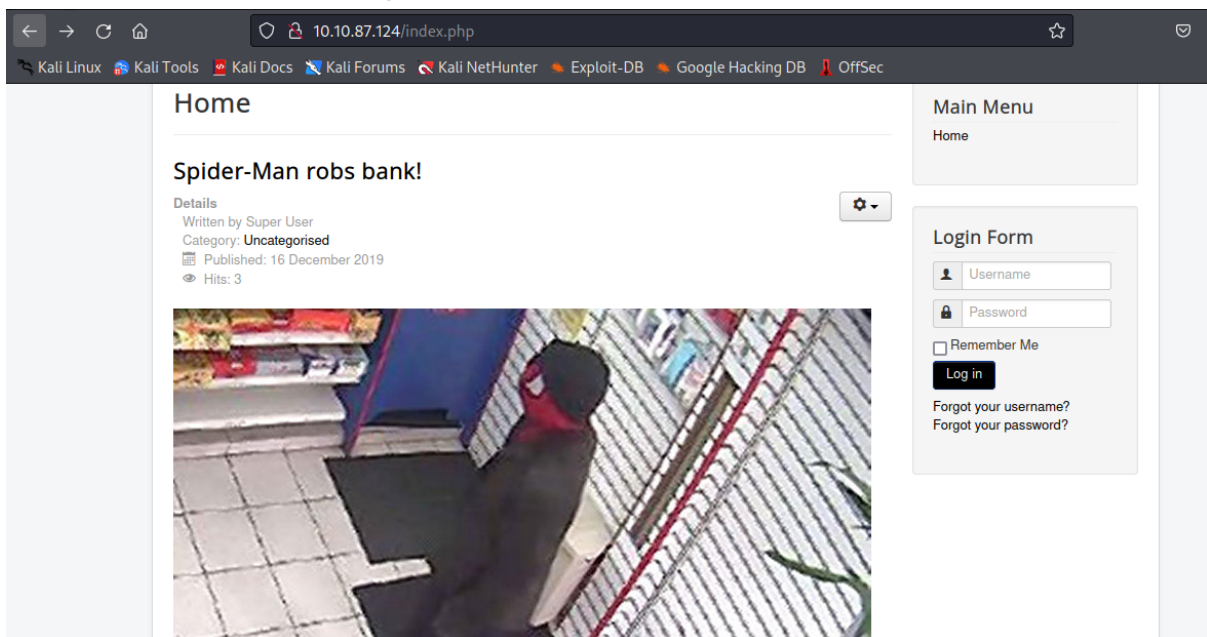 10.10.87.124/index.php
Kali Linux Kali Tools Kali Docs Kali Forums Kali NetHunter Exploit-DB Google Hacking DB OffSec
Home
Spider-Man robs bank!
Details
Written by Super User
Category: Uncategorised
Published: 16 December 2019
Hits: 3
Main Menu
Home
Login Form
Username
Password
Remember Me
Log in
Forgot your username?
Forgot your password?